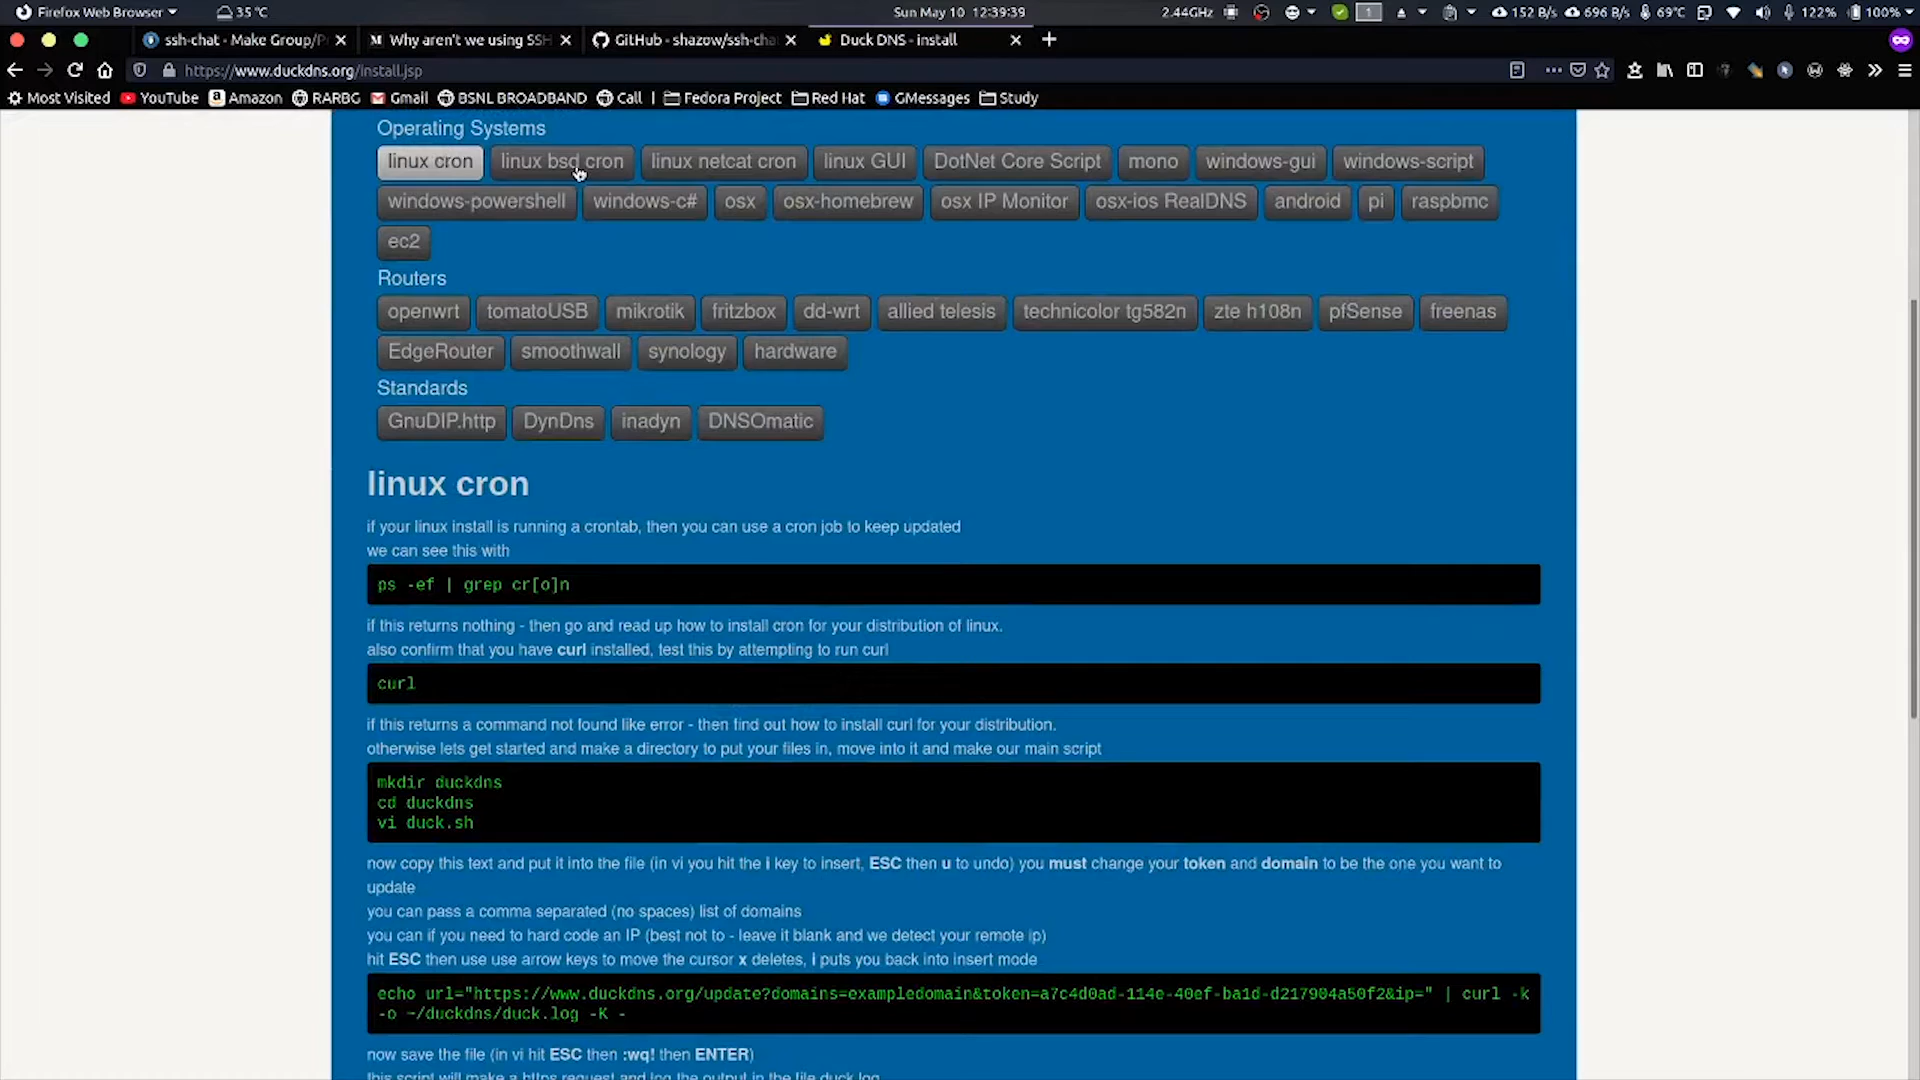 Firefox Web Browser
35 °C
Sun May 10 12:39:39
2.44GHz
1
152 B/s
696 B/s
69°C
122%
100%
ssh-chat - Make Group/P
Why aren't we using SSH
GitHub - shazow/ssh-cha
Duck DNS - install
https://www.duckdns.org/install.jsp
Most Visited
YouTube
Amazon
RARBG
Gmail
BSNL BROADBAND
Call
Fedora Project
Red Hat
GMessages
Study
Operating Systems
linux cron linux bsd cron linux netcat cron linux GUI DotNet Core Script mono windows-gui windows-script
windows-powershell windows-c# osx osx-homebrew osx IP Monitor osx-ios RealDNS android pi raspbmc
ec2
Routers
openwrt tomatoUSB mikrotik fritzbox dd-wrt allied telesis technicolor tg582n zte h108n pfSense freenas
EdgeRouter smoothwall synology hardware
Standards
GnuDIP.http DynDns inadyn DNSOmatic
linux cron
if your linux install is running a crontab, then you can use a cron job to keep updated
we can see this with
ps -ef | grep cr[o]n
if this returns nothing - then go and read up how to install cron for your distribution of linux.
also confirm that you have curl installed, test this by attempting to run curl
curl
if this returns a command not found like error - then find out how to install curl for your distribution.
otherwise lets get started and make a directory to put your files in, move into it and make our main script
mkdir duckdns
cd duckdns
vi duck.sh
now copy this text and put it into the file (in vi you hit the i key to insert, ESC then u to undo) you must change your token and domain to be the one you want to
update
you can pass a comma separated (no spaces) list of domains
you can if you need to hard code an IP (best not to - leave it blank and we detect your remote ip)
hit ESC then use use arrow keys to move the cursor x deletes, i puts you back into insert mode
echo url="https://www.duckdns.org/update?domains=exampledomain&token=a7c4d0ad-114e-40ef-ba1d-d217904a50f2&ip=" | curl -k
-o ~/duckdns/duck.log -K -
now save the file (in vi hit ESC then :wq! then ENTER)
this script will make a https request and log the output in the file duck.log